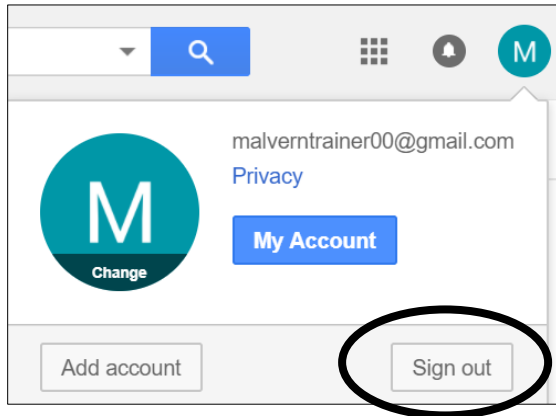 M
malverntrainer00@gmail.com
Privacy
M
My Account
Change
Add account Sign out